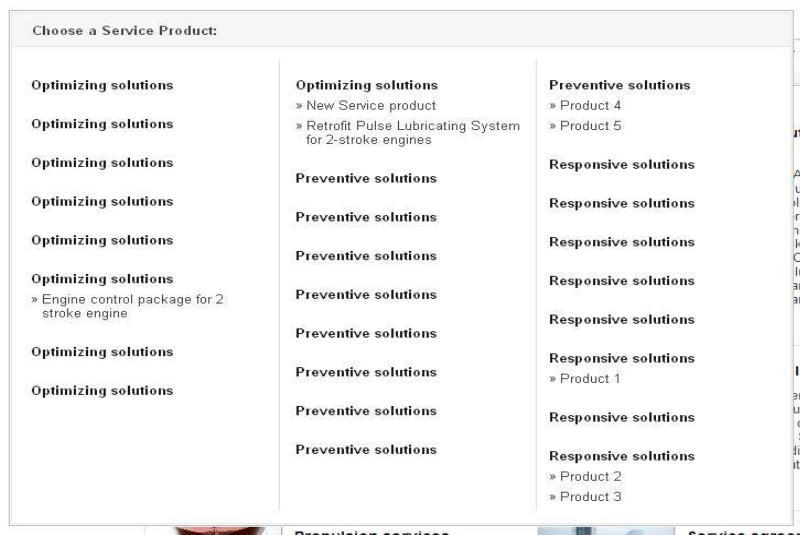 Choose a Service Product:
Optimizing solutions
Optimizing solutions
Optimizing solutions
Optimizing solutions
Optimizing solutions
Optimizing solutions
» Engine control package for 2
stroke engine
Optimizing solutions
Optimizing solutions
Optimizing solutions
» New Service product
» Retrofit Pulse Lubricating System
for 2-stroke engines
Preventive solutions
Preventive solutions
Preventive solutions
Preventive solutions
Preventive solutions
Preventive solutions
Preventive solutions
Preventive solutions
Preventive solutions
» Product 4
» Product 5
Responsive solutions
Responsive solutions
Responsive solutions
Responsive solutions
Responsive solutions
Responsive solutions
» Product 1
Responsive solutions
Responsive solutions
» Product 2
» Product 3
Propulsion services
Service